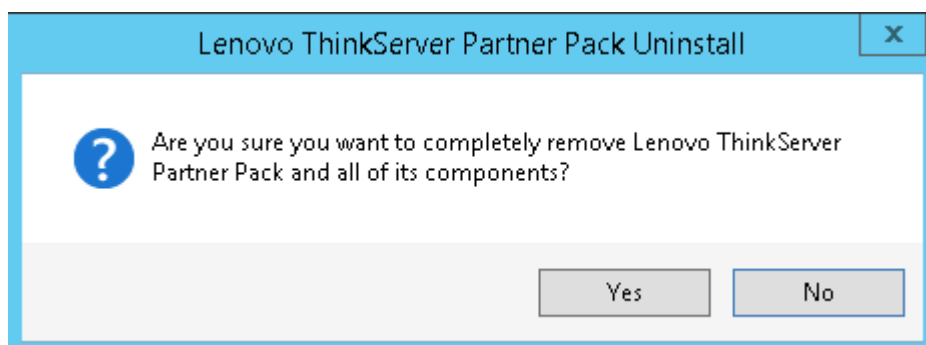 Lenovo ThinkServer Partner Pack Uninstall
x
Are you sure you want to completely remove Lenovo ThinkServer
Partner Pack and all of its components?
Yes
No